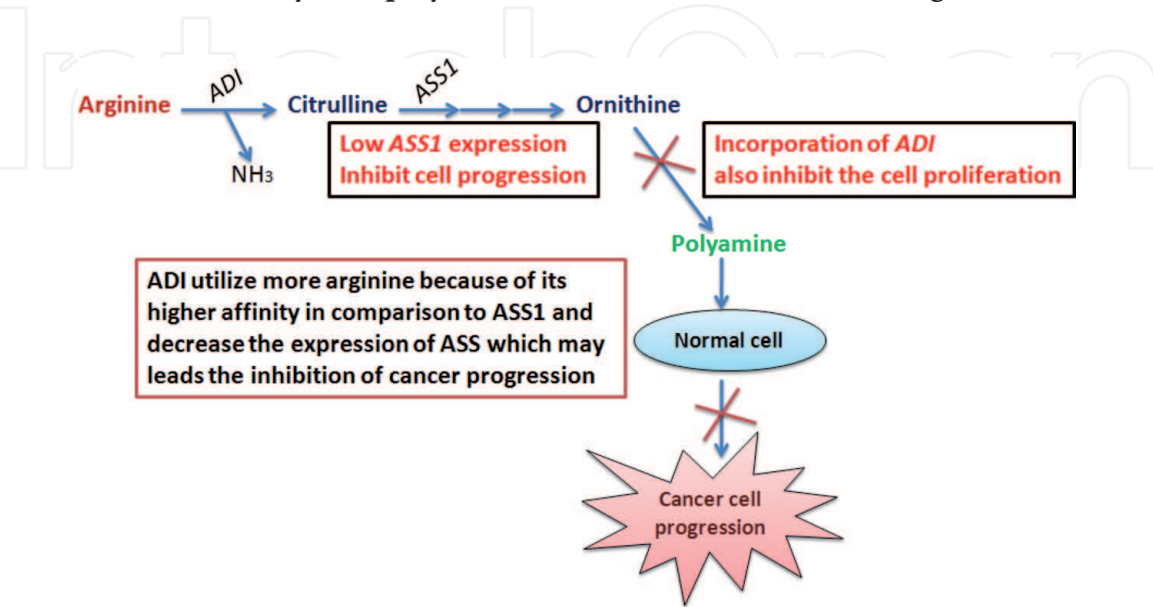 Arginine
ADI
Citrulline
ASS1
Ornithine
NH3
Low ASS1 expression
Inhibit cell progression
Incorporation of ADI
also inhibit the cell proliferation
Polyamine
ADI utilize more arginine because of its
higher affinity in comparison to ASS1 and
decrease the expression of ASS which may
leads the inhibition of cancer progression
Normal cell
Cancer cell
progression